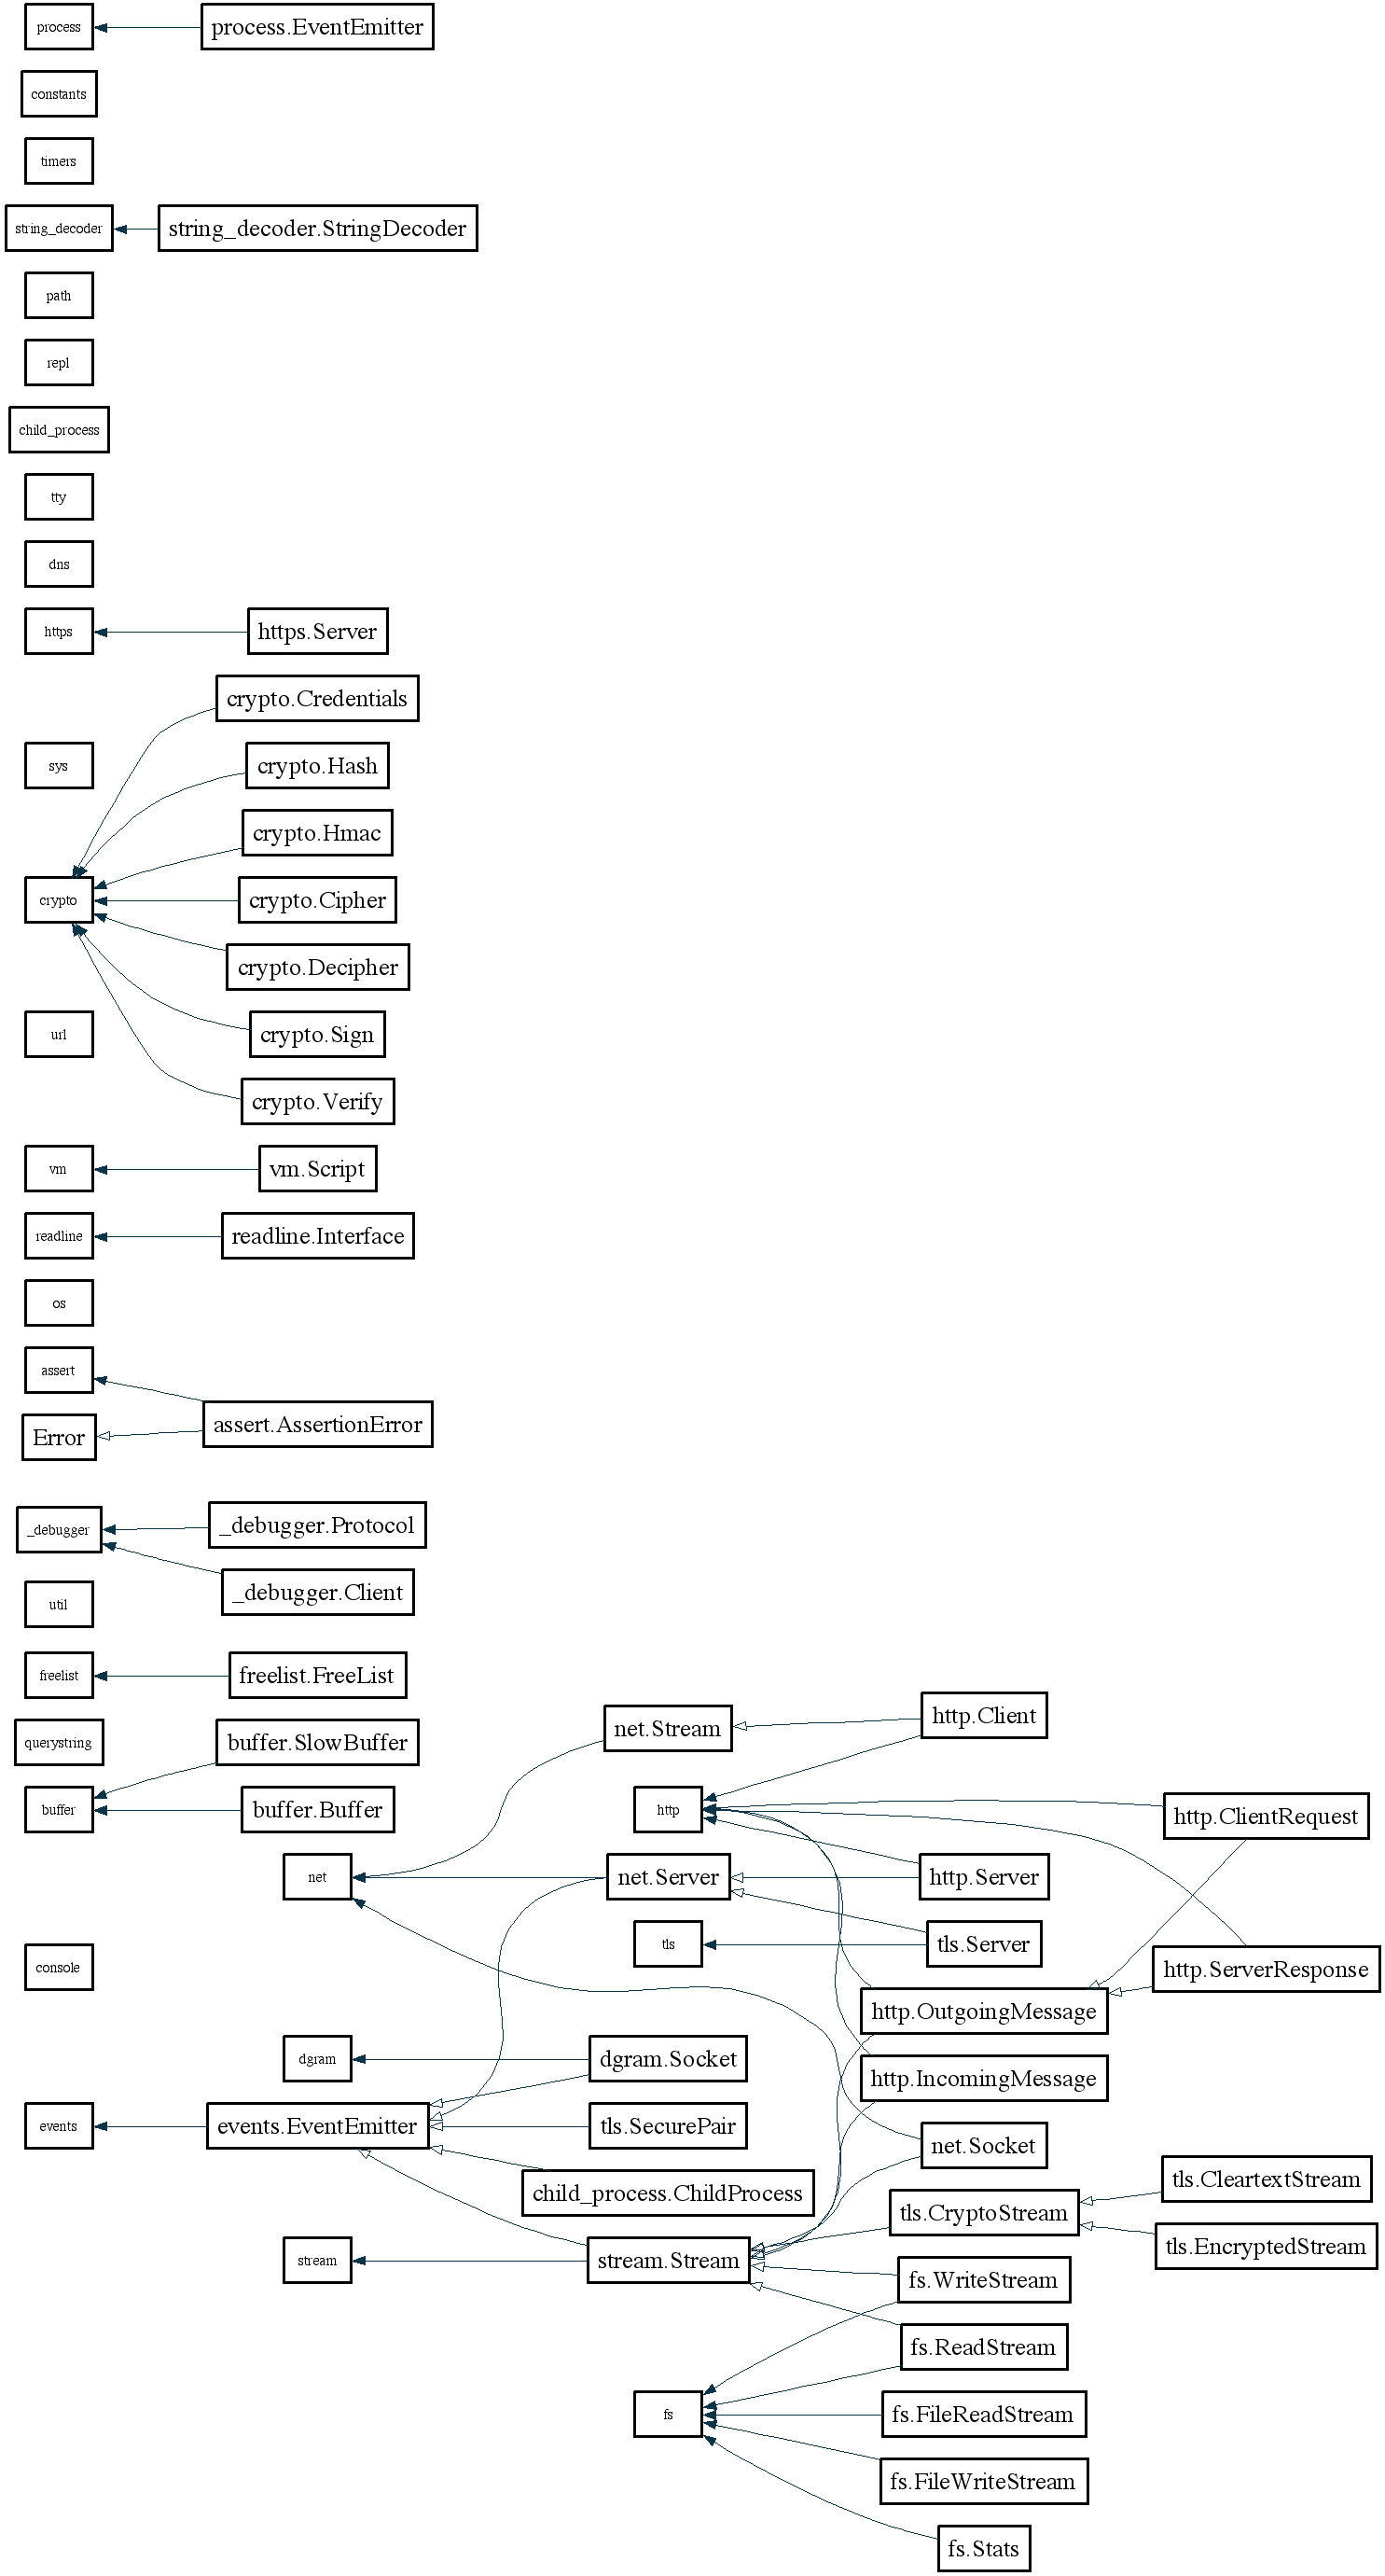 process
process.EventEmitter
constants
timers
string_decoder
string_decoder.StringDecoder
path
repl
child_process
tty
dns
https
https.Server
crypto.Credentials
sys
crypto.Hash
crypto.Hmac
crypto
crypto.Cipher
crypto.Decipher
url
crypto.Sign
crypto.Verify
vm
vm.Script
readline
readline.Interface
os
assert
assert.AssertionError
Error
_debugger
_debugger.Protocol
_debugger.Client
util
freelist
freelist.FreeList
net.Stream
http.Client
querystring
buffer.SlowBuffer
buffer
buffer.Buffer
http
http.ClientRequest
net
net.Server
http.Server
tls
tls.Server
console
http.ServerResponse
http.OutgoingMessage
dgram
dgram.Socket
http.IncomingMessage
events
events.EventEmitter
tls.SecurePair
net.Socket
child_process.ChildProcess
tls.CleartextStream
tls.CryptoStream
stream
stream.Stream
tls.EncryptedStream
fs.WriteStream
fs.ReadStream
fs
fs.FileReadStream
fs.FileWriteStream
fs.Stats